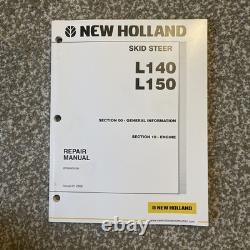 NEW HOLLAND
SKID STEER
L140
L150
SECTION 00 - GENERAL INFORMATION
SECTION 10 - ENGINE
REPAIR
MANUAL
NEW HOLLAND